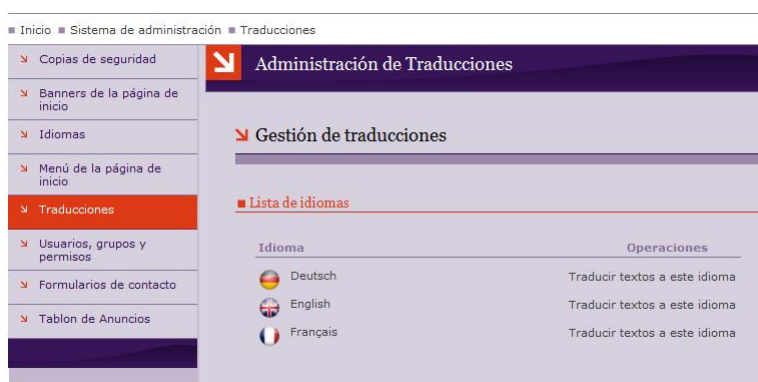 Inicio Sistema de administración Traducciones
Copias de seguridad
Banners de la página de
inicio
Idiomas
Menú de la página de
inicio
Traducciones
Usuarios, grupos y
permisos
Formularios de contacto
Tablon de Anuncios
Administración de Traducciones
Gestión de traducciones
Lista de idiomas
Idioma Operaciones
Deutsch Traducir textos a este idioma
English Traducir textos a este idioma
Français Traducir textos a este idioma